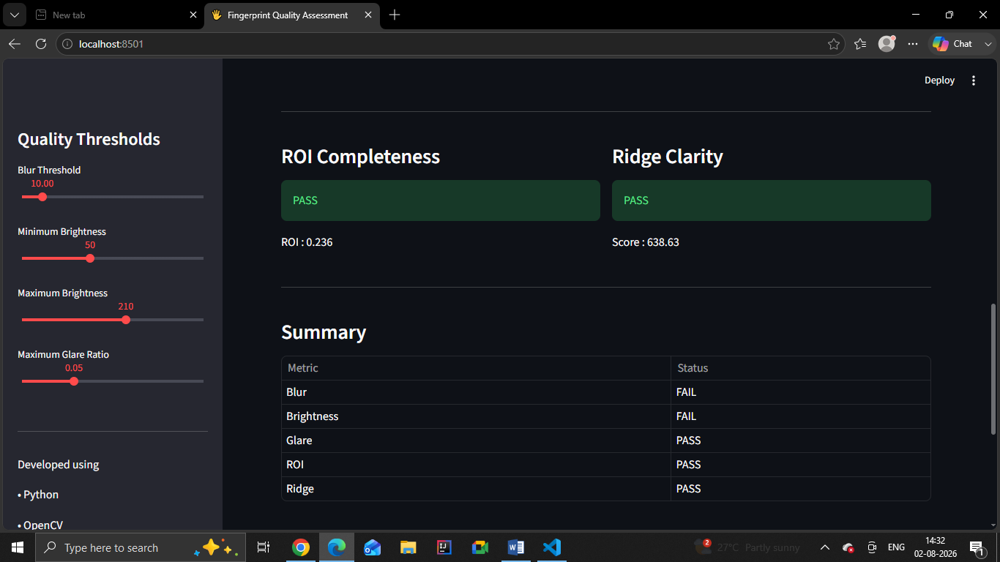 New tab
Fingerprint Quality Assessment
localhost:8501
Chat
Deploy
Quality Thresholds
Blur Threshold
10.00
Minimum Brightness
50
Maximum Brightness
210
Maximum Glare Ratio
0.05
Developed using
• Python
• OpenCV
ROI Completeness
PASS
ROI : 0.236
Ridge Clarity
PASS
Score : 638.63
Summary
Metric Status
Blur FAIL
Brightness FAIL
Glare PASS
ROI PASS
Ridge PASS
Type here to search
2
27°C Partly sunny
ENG
14:32
02-08-2026
1